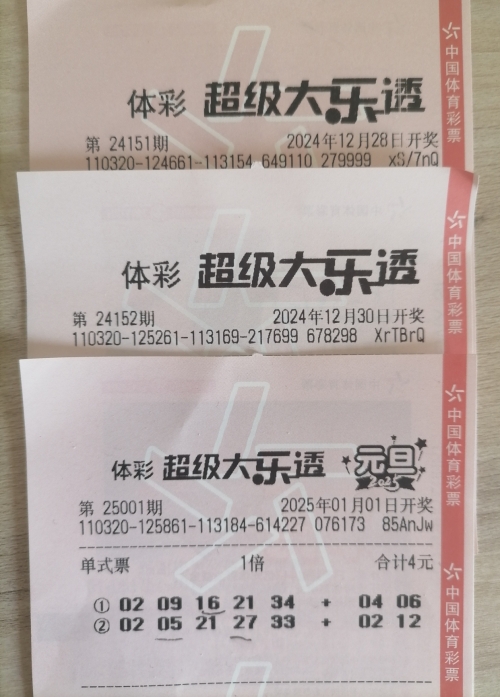 体彩 超级大乐透
第 24151期 2024年12月28日开奖
110320-124661-113154 649110 279999 xS/7nQ
中国体育彩票
体彩 超级大乐透
第 24152期 2024年12月30日开奖
110320-125261-113169-217699 678298 XrTBrQ
中国体育彩票
体彩 超级大乐透 元旦 2025
第 25001期 2025年01月01日开奖
110320-125861-113184-614227 076173 85AnJw
单式票 1倍 合计4元
① 02 09 16 21 34 + 04 06
② 02 05 21 27 33 + 02 12
中国体育彩票
中国体育彩票